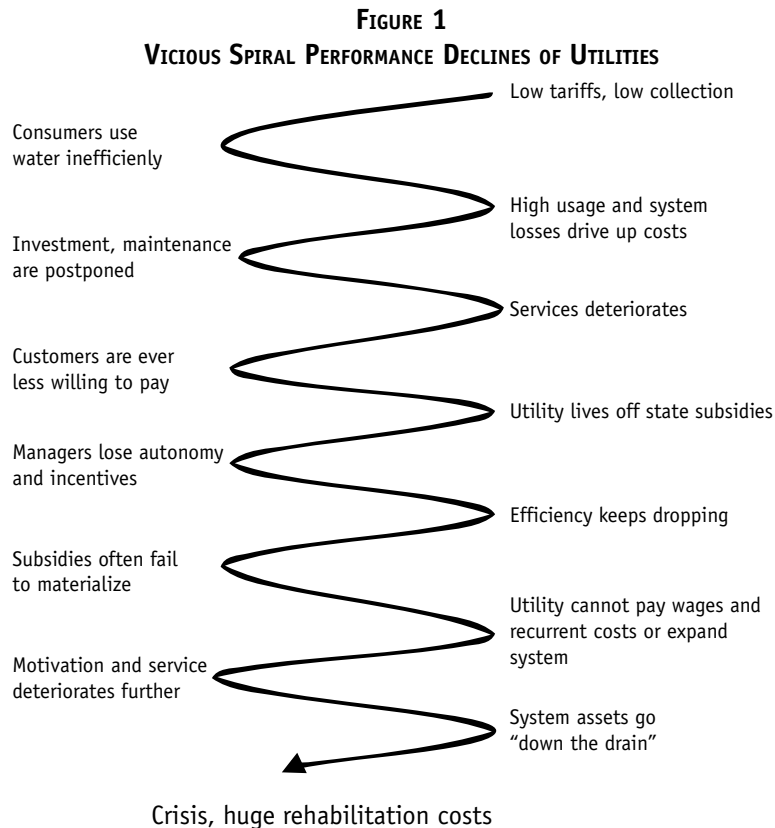 FIGURE 1
VICIOUS SPIRAL PERFORMANCE DECLINES OF UTILITIES
Low tariffs, low collection
Consumers use
water inefficienly
High usage and system
losses drive up costs
Investment, maintenance
are postponed
Services deteriorates
Customers are ever
less willing to pay
Utility lives off state subsidies
Managers lose autonomy
and incentives
Efficiency keeps dropping
Subsidies often fail
to materialize
Utility cannot pay wages and
recurrent costs or expand
system
Motivation and service
deteriorates further
System assets go
“down the drain”
Crisis, huge rehabilitation costs